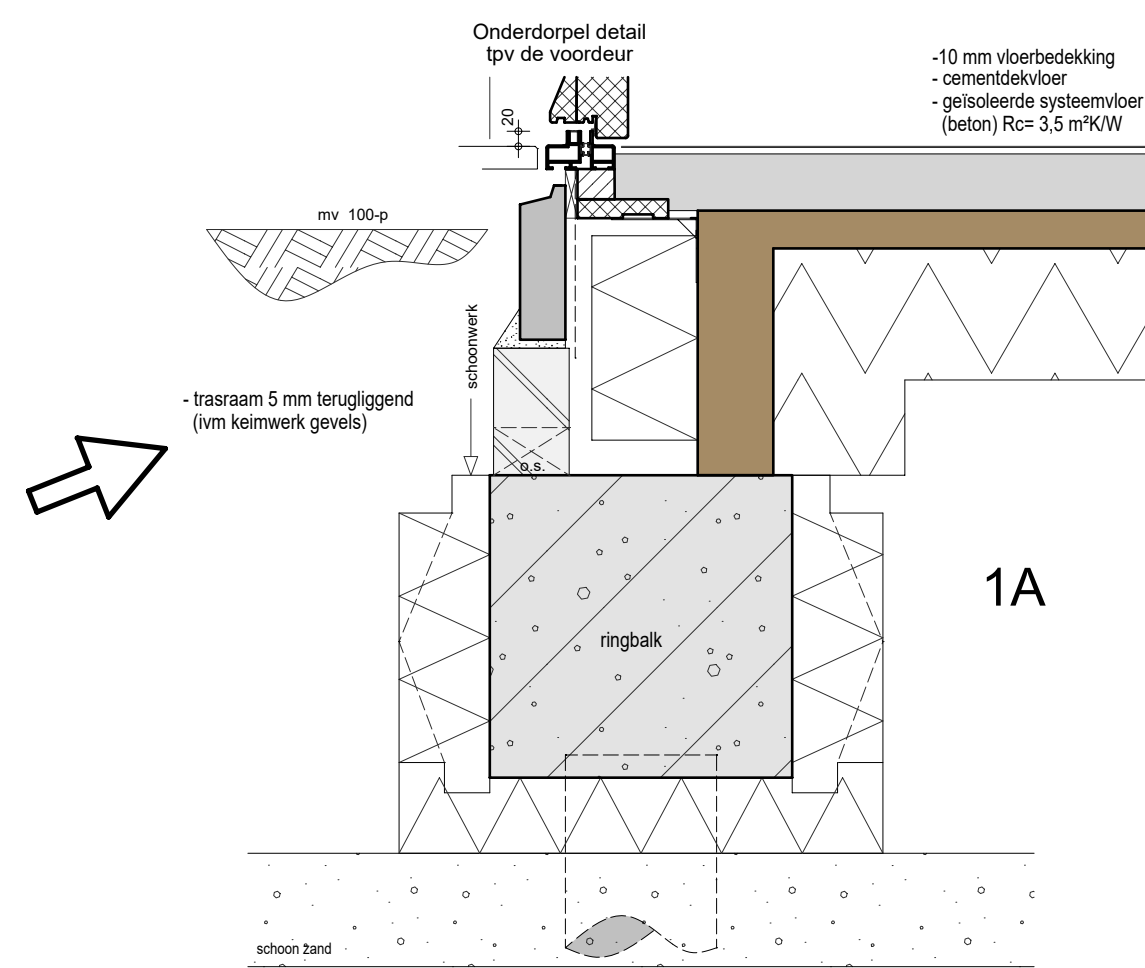 Onderdorpel detail
tpv de voordeur
-10 mm vloerbedekking
- cementdekvloer
- geïsoleerde systeemvloer
(beton) Rc= 3,5 m²K/W
20
mv 100-p
schoonwerk
- trasraam 5 mm terugliggend
(ivm keimwerk gevels)
o.s.
1A
ringbalk
schoon zand